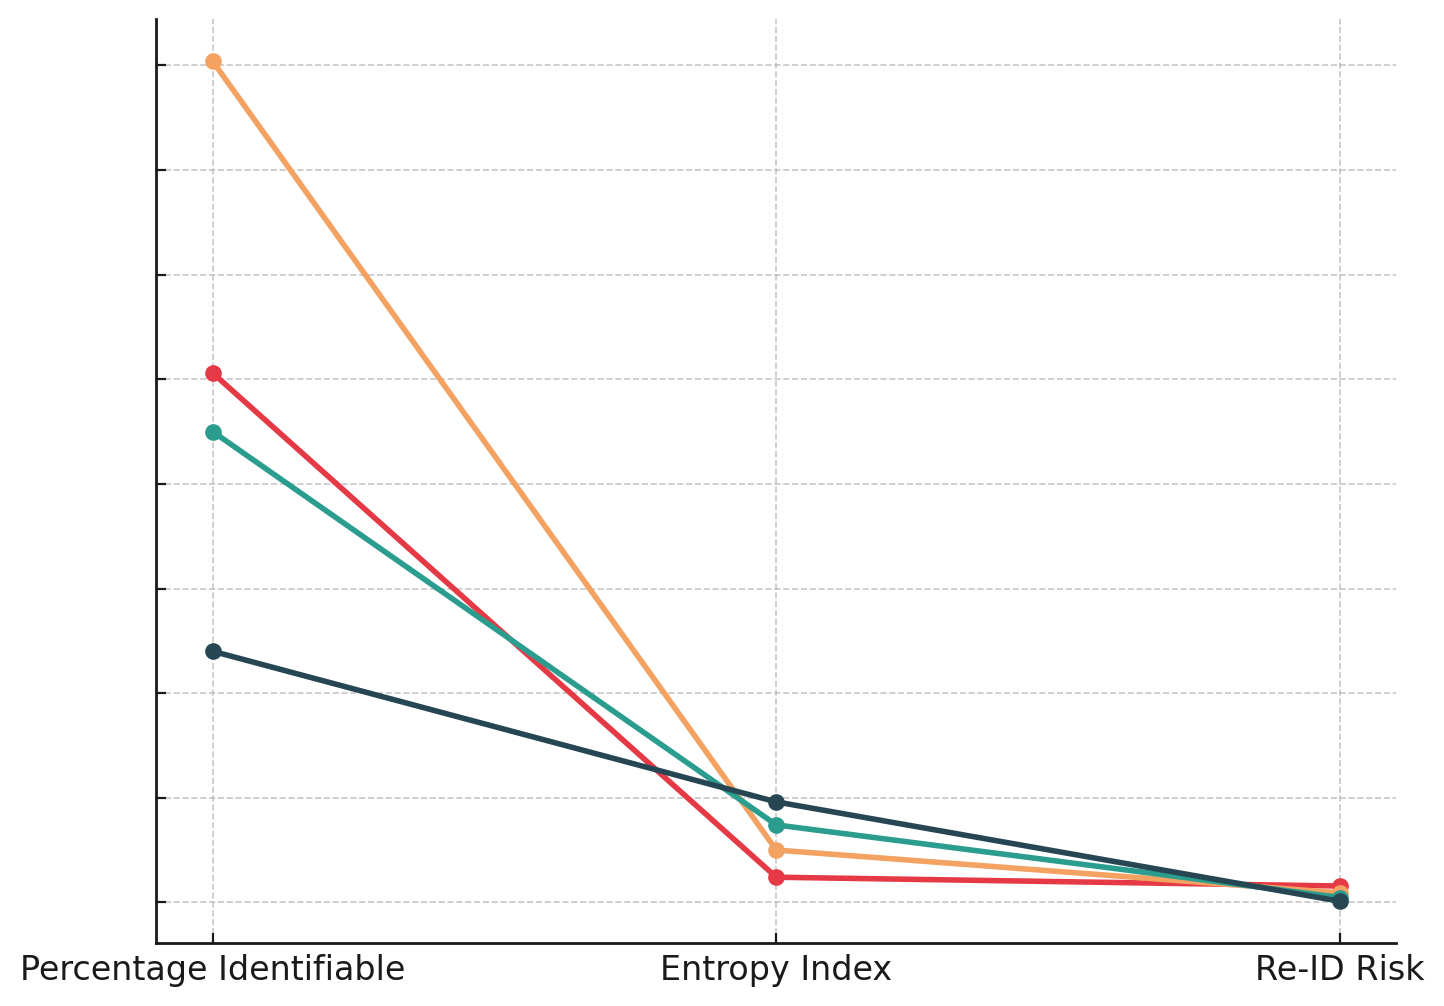 Percentage Identifiable
Entropy Index
Re-ID Risk